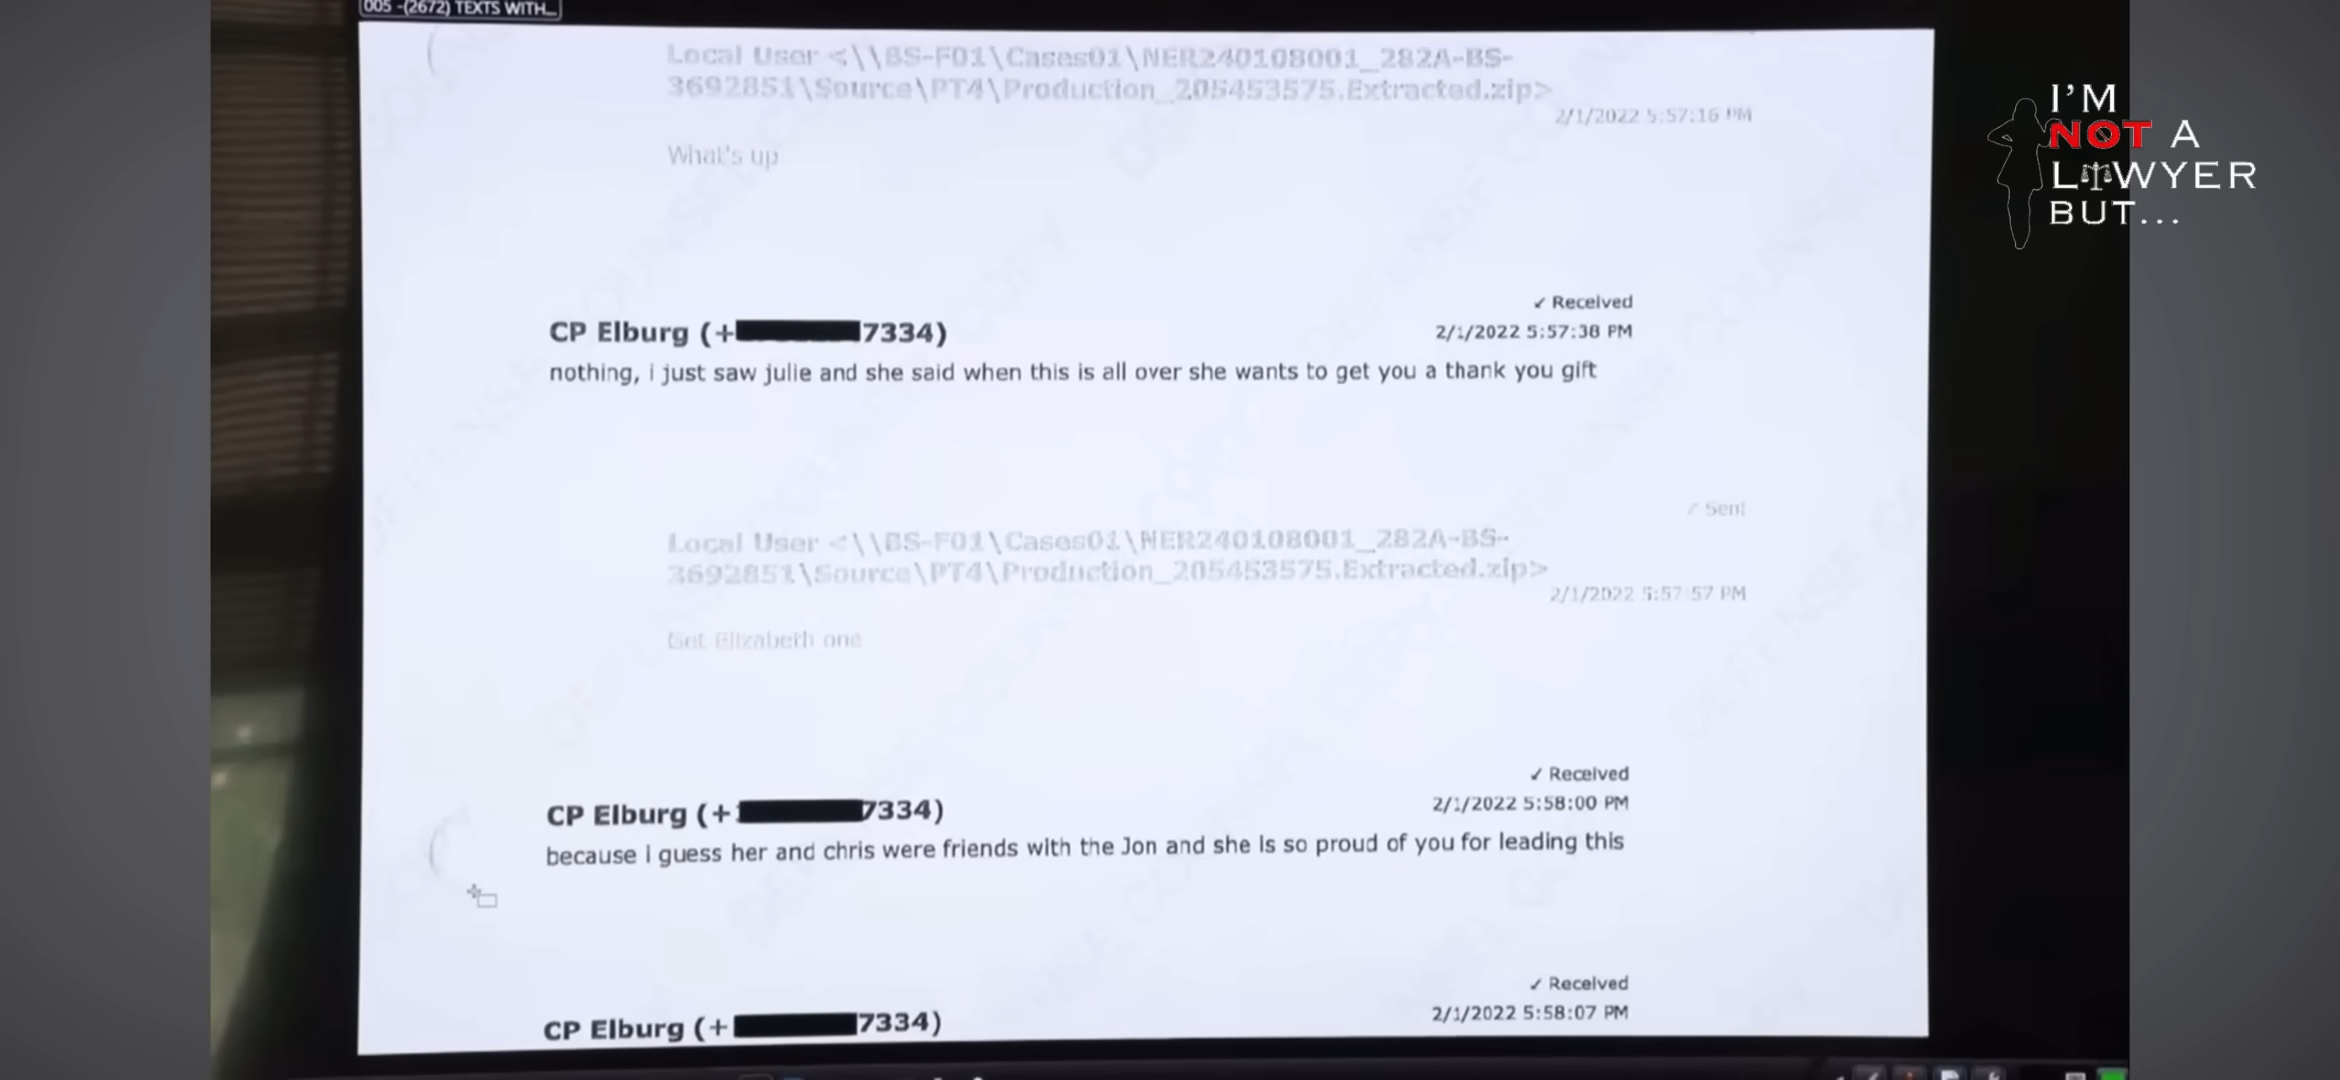 005 -(2672) TEXTS WITH...
Local User <\\BS-F01\Cases01\NER240108001_282A-BS-
3692851\Source\PT4\Production_205453575.Extracted.zip>
2/1/2022 5:57:16 PM
What's up
I'M
NOT A
LAWYER
BUT...
✓ Received
CP Elburg (+ 7334)
2/1/2022 5:57:38 PM
nothing, i just saw julie and she said when this is all over she wants to get you a thank you gift
✓ Sent
Local User <\\BS-F01\Cases01\NER240108001_282A-BS-
3692851\Source\PT4\Production_205453575.Extracted.zip>
2/1/2022 5:57:57 PM
Get Elizabeth one
✓ Received
CP Elburg (+ 7334)
2/1/2022 5:58:00 PM
because i guess her and chris were friends with the Jon and she is so proud of you for leading this
✓ Received
CP Elburg (+ 7334)
2/1/2022 5:58:07 PM